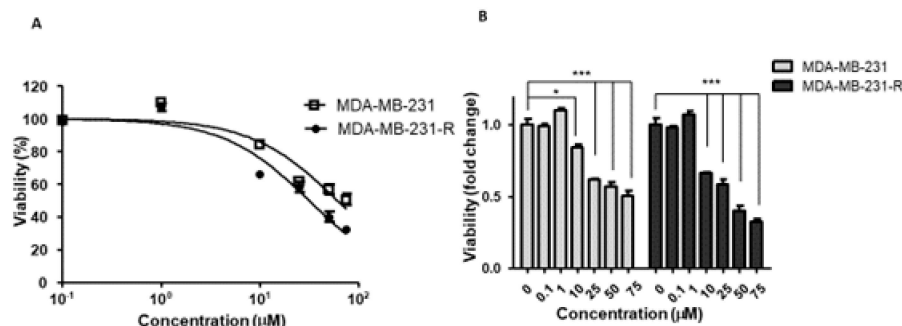 A
120
100
80
60
40
20
0
Viability (%)
10-1
100
101
102
Concentration (μM)
MDA-MB-231
MDA-MB-231-R
B
MDA-MB-231
MDA-MB-231-R
***
*
***
1.0
0.5
0.0
Viability (fold change)
0 0.1 1 10 25 50 75 0 0.1 1 10 25 50 75
Concentration (μM)